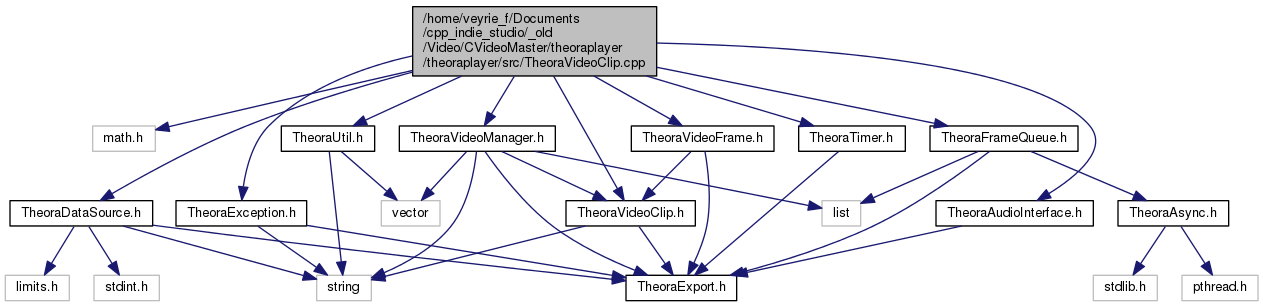 /home/veyrie_f/Documents
/cpp_indie_studio/_old
/Video/CVideoMaster/theoraplayer
/theoraplayer/src/TheoraVideoClip.cpp
math.h
TheoraUtil.h
TheoraVideoManager.h
TheoraVideoFrame.h
TheoraTimer.h
TheoraFrameQueue.h
TheoraDataSource.h
TheoraException.h
vector
TheoraVideoClip.h
list
TheoraAudioInterface.h
TheoraAsync.h
limits.h
stdint.h
string
TheoraExport.h
stdlib.h
pthread.h